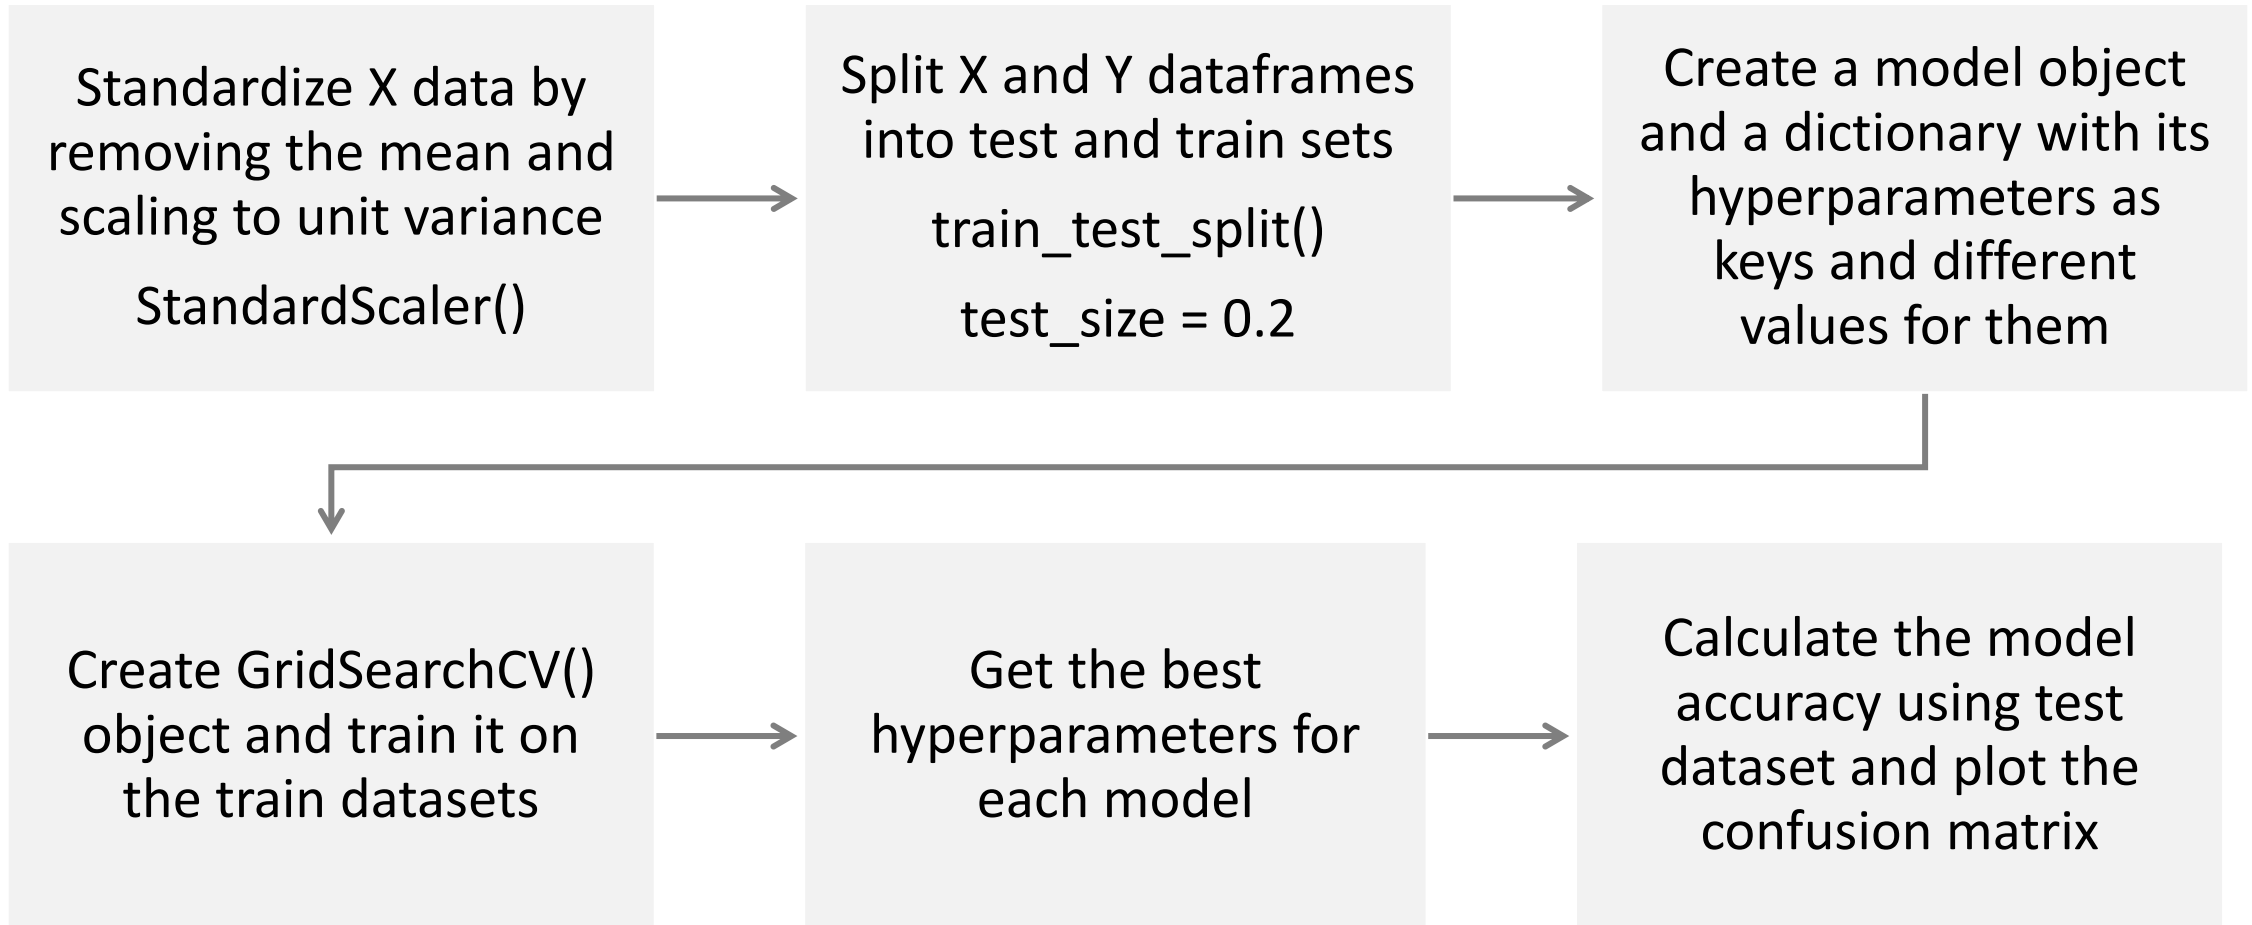 Standardize X data by
removing the mean and
scaling to unit variance
StandardScaler()
Split X and Y dataframes
into test and train sets
train_test_split()
test_size = 0.2
Create a model object
and a dictionary with its
hyperparameters as
keys and different
values for them
Create GridSearchCV()
object and train it on
the train datasets
Get the best
hyperparameters for
each model
Calculate the model
accuracy using test
dataset and plot the
confusion matrix